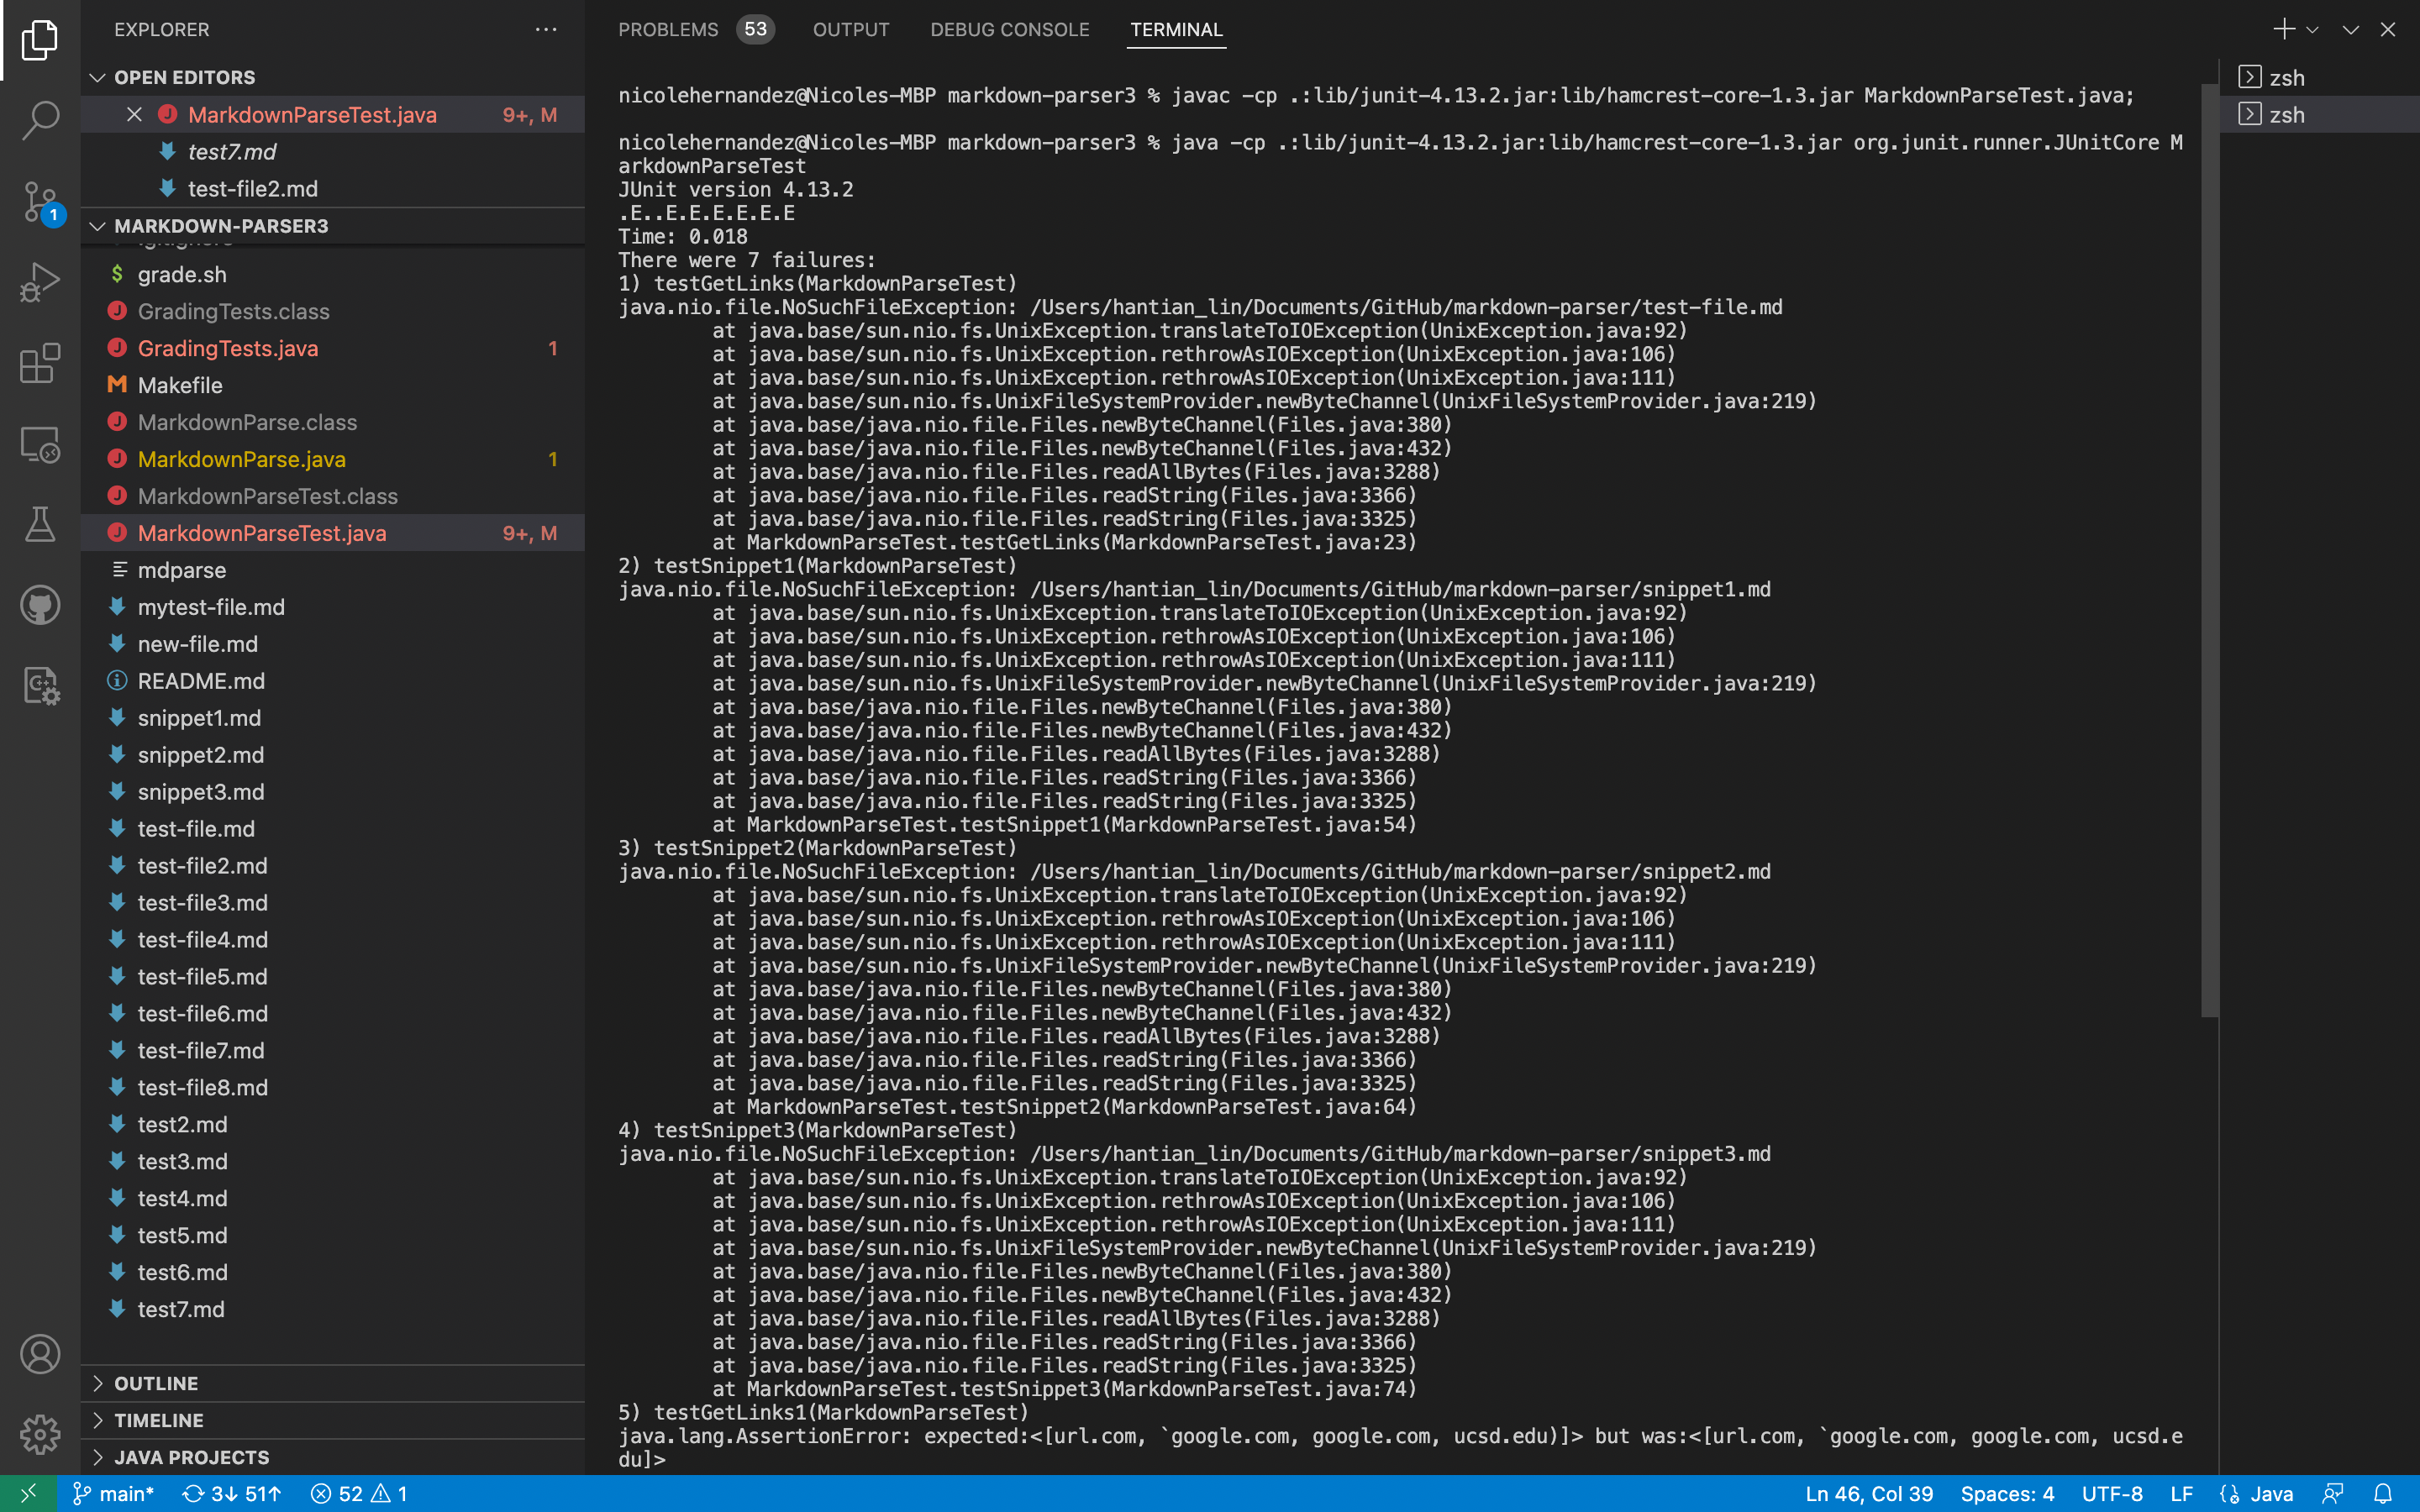 EXPLORER
OPEN EDITORS
MarkdownParseTest.java 9+, M
test7.md
test-file2.md
MARKDOWN-PARSER3
grade.sh
GradingTests.class
GradingTests.java 1
Makefile
MarkdownParse.class
MarkdownParse.java 1
MarkdownParseTest.class
MarkdownParseTest.java 9+, M
mdparse
mytest-file.md
new-file.md
README.md
snippet1.md
snippet2.md
snippet3.md
test-file.md
test-file2.md
test-file3.md
test-file4.md
test-file5.md
test-file6.md
test-file7.md
test-file8.md
test2.md
test3.md
test4.md
test5.md
test6.md
test7.md
OUTLINE
TIMELINE
JAVA PROJECTS
PROBLEMS 53 OUTPUT DEBUG CONSOLE TERMINAL
nicolehernandez@Nicoles-MBP markdown-parser3 % javac -cp .:lib/junit-4.13.2.jar:lib/hamcrest-core-1.3.jar MarkdownParseTest.java;
nicolehernandez@Nicoles-MBP markdown-parser3 % java -cp .:lib/junit-4.13.2.jar:lib/hamcrest-core-1.3.jar org.junit.runner.JUnitCore M
arkdownParseTest
JUnit version 4.13.2
.E..E.E.E.E.E.E
Time: 0.018
There were 7 failures:
1) testGetLinks(MarkdownParseTest)
java.nio.file.NoSuchFileException: /Users/hantian_lin/Documents/GitHub/markdown-parser/test-file.md
at java.base/sun.nio.fs.UnixException.translateToIOException(UnixException.java:92)
at java.base/sun.nio.fs.UnixException.rethrowAsIOException(UnixException.java:106)
at java.base/sun.nio.fs.UnixException.rethrowAsIOException(UnixException.java:111)
at java.base/sun.nio.fs.UnixFileSystemProvider.newByteChannel(UnixFileSystemProvider.java:219)
at java.base/java.nio.file.Files.newByteChannel(Files.java:380)
at java.base/java.nio.file.Files.newByteChannel(Files.java:432)
at java.base/java.nio.file.Files.readAllBytes(Files.java:3288)
at java.base/java.nio.file.Files.readString(Files.java:3366)
at java.base/java.nio.file.Files.readString(Files.java:3325)
at MarkdownParseTest.testGetLinks(MarkdownParseTest.java:23)
2) testSnippet1(MarkdownParseTest)
java.nio.file.NoSuchFileException: /Users/hantian_lin/Documents/GitHub/markdown-parser/snippet1.md
at java.base/sun.nio.fs.UnixException.translateToIOException(UnixException.java:92)
at java.base/sun.nio.fs.UnixException.rethrowAsIOException(UnixException.java:106)
at java.base/sun.nio.fs.UnixException.rethrowAsIOException(UnixException.java:111)
at java.base/sun.nio.fs.UnixFileSystemProvider.newByteChannel(UnixFileSystemProvider.java:219)
at java.base/java.nio.file.Files.newByteChannel(Files.java:380)
at java.base/java.nio.file.Files.newByteChannel(Files.java:432)
at java.base/java.nio.file.Files.readAllBytes(Files.java:3288)
at java.base/java.nio.file.Files.readString(Files.java:3366)
at java.base/java.nio.file.Files.readString(Files.java:3325)
at MarkdownParseTest.testSnippet1(MarkdownParseTest.java:54)
3) testSnippet2(MarkdownParseTest)
java.nio.file.NoSuchFileException: /Users/hantian_lin/Documents/GitHub/markdown-parser/snippet2.md
at java.base/sun.nio.fs.UnixException.translateToIOException(UnixException.java:92)
at java.base/sun.nio.fs.UnixException.rethrowAsIOException(UnixException.java:106)
at java.base/sun.nio.fs.UnixException.rethrowAsIOException(UnixException.java:111)
at java.base/sun.nio.fs.UnixFileSystemProvider.newByteChannel(UnixFileSystemProvider.java:219)
at java.base/java.nio.file.Files.newByteChannel(Files.java:380)
at java.base/java.nio.file.Files.newByteChannel(Files.java:432)
at java.base/java.nio.file.Files.readAllBytes(Files.java:3288)
at java.base/java.nio.file.Files.readString(Files.java:3366)
at java.base/java.nio.file.Files.readString(Files.java:3325)
at MarkdownParseTest.testSnippet2(MarkdownParseTest.java:64)
4) testSnippet3(MarkdownParseTest)
java.nio.file.NoSuchFileException: /Users/hantian_lin/Documents/GitHub/markdown-parser/snippet3.md
at java.base/sun.nio.fs.UnixException.translateToIOException(UnixException.java:92)
at java.base/sun.nio.fs.UnixException.rethrowAsIOException(UnixException.java:106)
at java.base/sun.nio.fs.UnixException.rethrowAsIOException(UnixException.java:111)
at java.base/sun.nio.fs.UnixFileSystemProvider.newByteChannel(UnixFileSystemProvider.java:219)
at java.base/java.nio.file.Files.newByteChannel(Files.java:380)
at java.base/java.nio.file.Files.newByteChannel(Files.java:432)
at java.base/java.nio.file.Files.readAllBytes(Files.java:3288)
at java.base/java.nio.file.Files.readString(Files.java:3366)
at java.base/java.nio.file.Files.readString(Files.java:3325)
at MarkdownParseTest.testSnippet3(MarkdownParseTest.java:74)
5) testGetLinks1(MarkdownParseTest)
java.lang.AssertionError: expected:<[url.com, `google.com, google.com, ucsd.edu)]> but was:<[url.com, `google.com, google.com, ucsd.e
du]>
zsh
zsh
1
main* 3↓ 51↑ 52 1
Ln 46, Col 39 Spaces: 4 UTF-8 LF Java